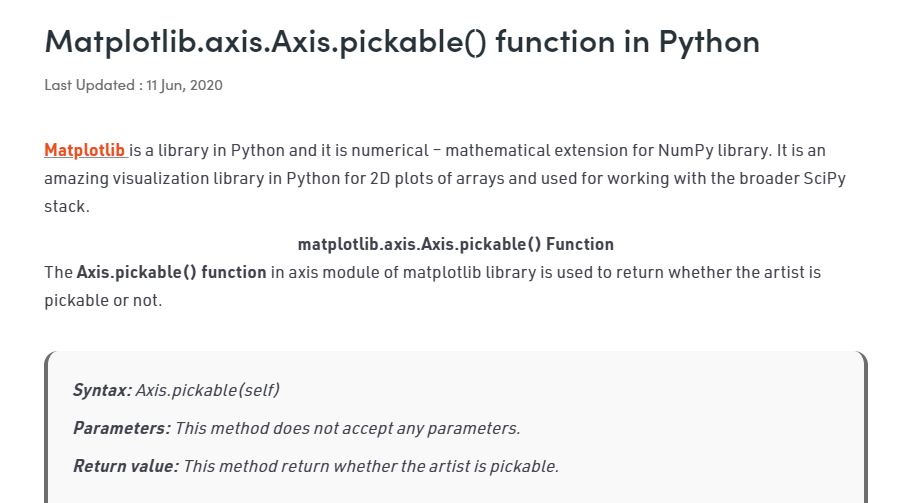 Matplotlib.axis.Axis.pickable() function in Python
Last Updated : 11 Jun, 2020
Matplotlib is a library in Python and it is numerical – mathematical extension for NumPy library. It is an
amazing visualization library in Python for 2D plots of arrays and used for working with the broader SciPy
stack.
matplotlib.axis.Axis.pickable() Function
The Axis.pickable() function in axis module of matplotlib library is used to return whether the artist is
pickable or not.
Syntax: Axis.pickable(self)
Parameters: This method does not accept any parameters.
Return value: This method return whether the artist is pickable.